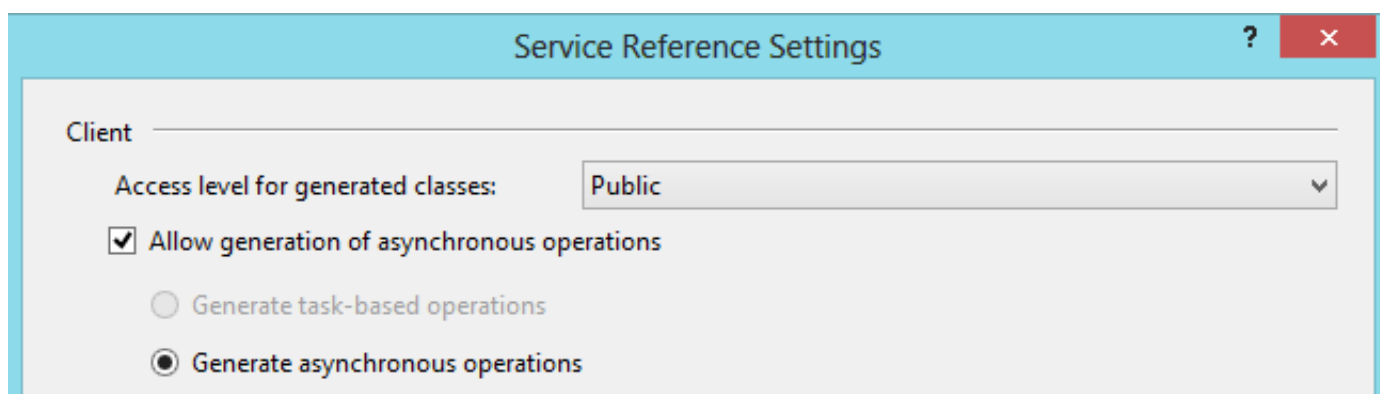 Service Reference Settings
?
Client
Access level for generated classes: Public
Allow generation of asynchronous operations
Generate task-based operations
Generate asynchronous operations